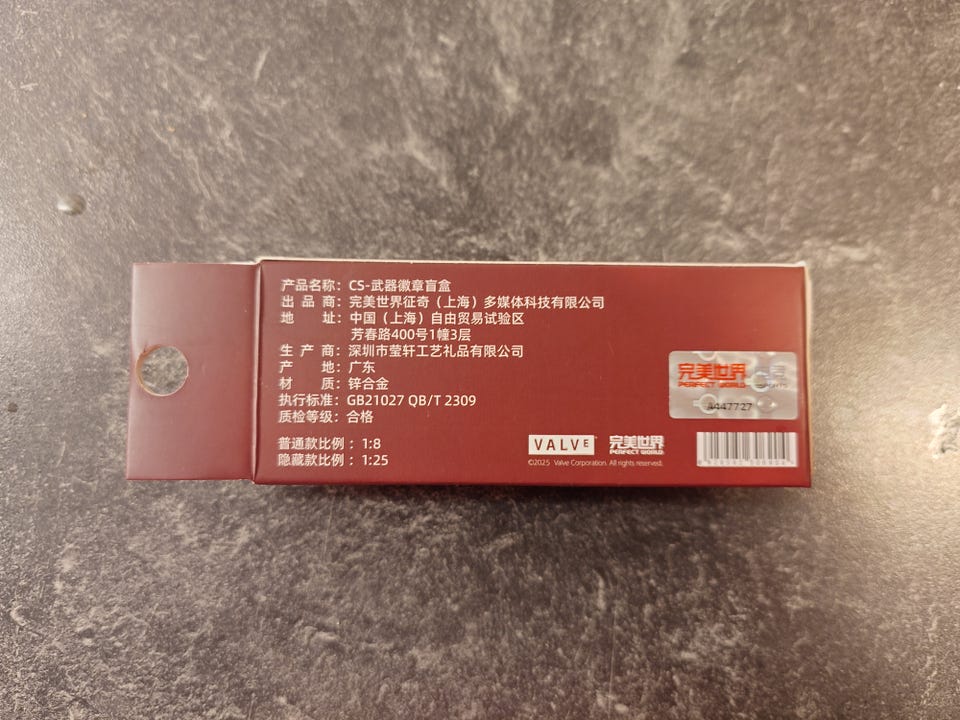 产品名称：CS-武器徽章盲盒
出 品 商：完美世界征奇（上海）多媒体科技有限公司
地 址：中国（上海）自由贸易试验区
芳春路400号1幢3层
生 产 商：深圳市莹轩工艺礼品有限公司
产 地：广东
材 质：锌合金
执行标准：GB21027 QB/T 2309
质检等级：合格
普通款比例：1:8
隐藏款比例：1:25
VALVE
完美世界
PERFECT WORLD
©2025 Valve Corporation. All rights reserved.
完美世界
PERFECT WORLD
A447727